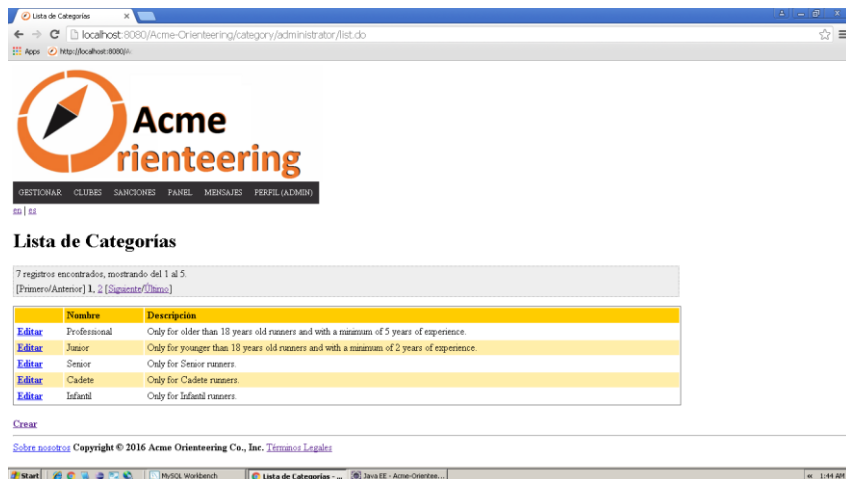 Lista de Categorías
localhost:8080/Acme-Orienteering/category/administrator/list.do
Apps http://localhost:8080/A
Acme
rienteering
GESTIONAR CLUBES SANCIONES PANEL MENSAJES PERFIL (ADMIN)
en | es
Lista de Categorías
7 registros encontrados, mostrando del 1 al 5.
[Primero/Anterior] 1, 2 [Siguiente/Último]
Nombre Descripción
Editar Professional Only for older than 18 years old runners and with a minimum of 5 years of experience.
Editar Junior Only for younger than 18 years old runners and with a minimum of 2 years of experience.
Editar Senior Only for Senior runners.
Editar Cadete Only for Cadete runners.
Editar Infantil Only for Infantil runners.
Crear
Sobre nosotros Copyright © 2016 Acme Orienteering Co., Inc. Términos Legales
Start MySQL Workbench Lista de Categorías - ... Java EE - Acme-Orientee... 1:44 AM